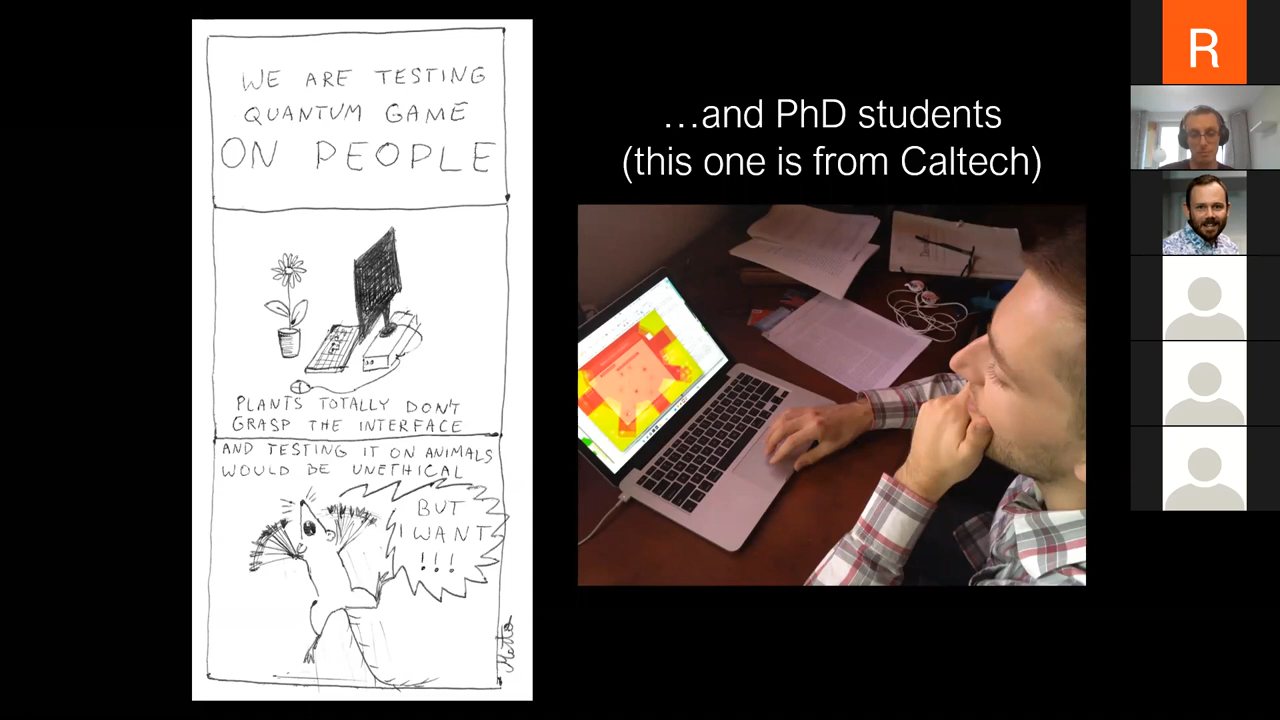 WE ARE TESTING
QUANTUM GAME
ON PEOPLE
PLANTS TOTALLY DON'T
GRASP THE INTERFACE
AND TESTING IT ON ANIMALS
WOULD BE UNETHICAL
BUT
I WANT
!!!
...and PhD students
(this one is from Caltech)
R